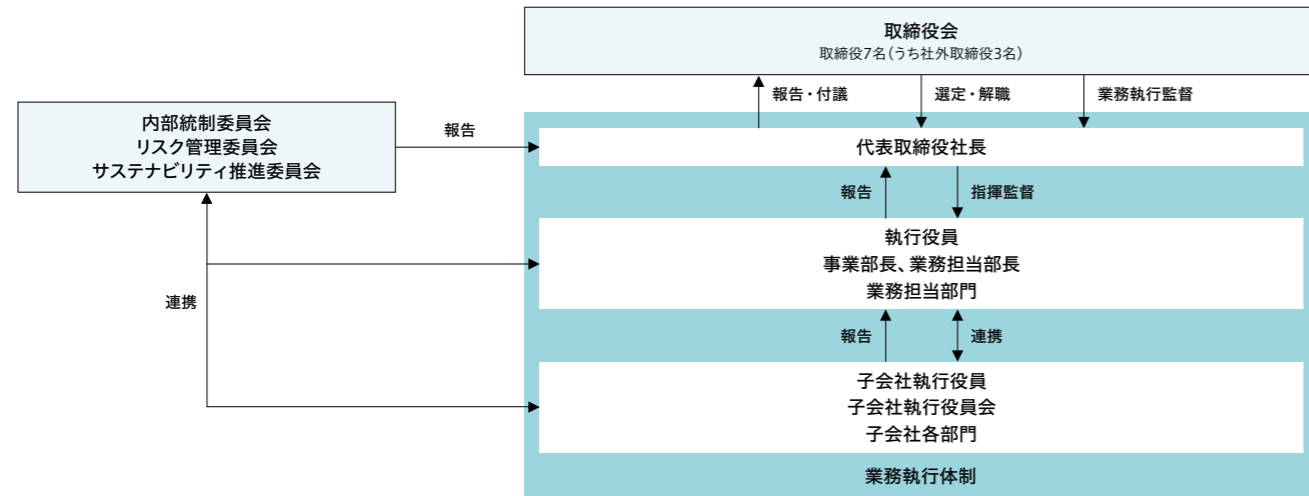 取締役会
取締役7名(うち社外取締役3名)
報告・付議
選定・解職
業務執行監督
内部統制委員会
リスク管理委員会
サステナビリティ推進委員会
報告
代表取締役社長
報告
指揮監督
執行役員
事業部長、業務担当部長
業務担当部門
連携
報告
連携
子会社執行役員
子会社執行役員会
子会社各部門
業務執行体制